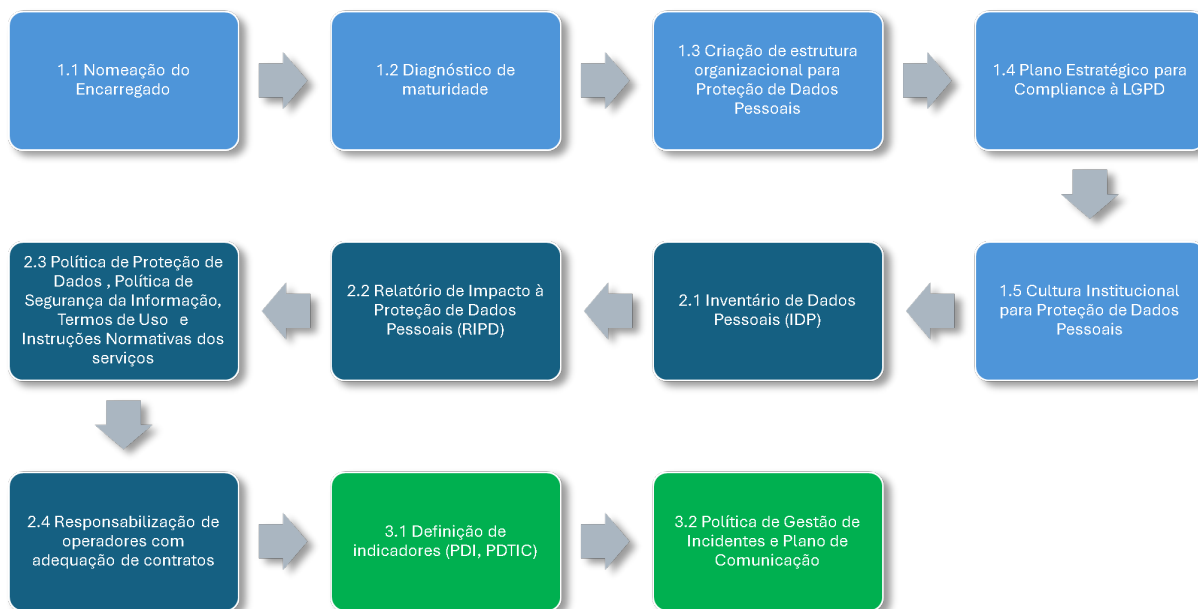 1.1 Nomeação do
Encarregado
1.2 Diagnóstico de
maturidade
1.3 Criação de estrutura
organizacional para
Proteção de Dados
Pessoais
1.4 Plano Estratégico para
Compliance à LGPD
1.5 Cultura Institucional
para Proteção de Dados
Pessoais
2.1 Inventário de Dados
Pessoais (IDP)
2.2 Relatório de Impacto à
Proteção de Dados
Pessoais (RIPD)
2.3 Política de Proteção de
Dados , Política de
Segurança da Informação,
Termos de Uso e
Instruções Normativas dos
serviços
2.4 Responsabilização de
operadores com
adequação de contratos
3.1 Definição de
indicadores (PDI, PDTIC)
3.2 Política de Gestão de
Incidentes e Plano de
Comunicação